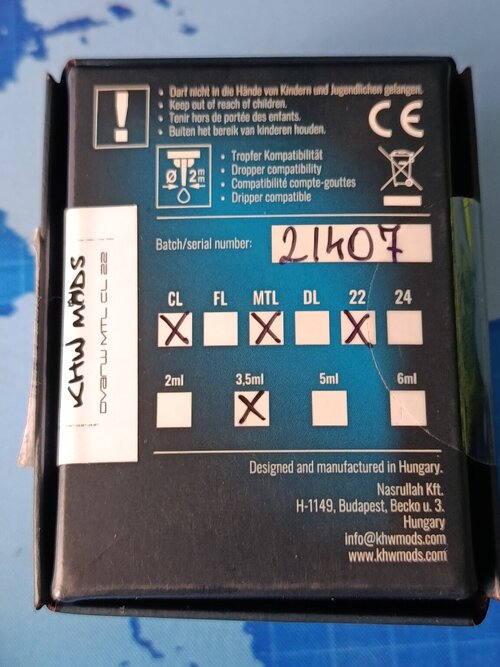 • Darf nicht in die Hände von Kindern und Jugendlichen gelangen.
• Keep out of reach of children.
• Tenir hors de portée des enfants.
• Buiten het bereik van kinderen houden.
CE
Ø 2mm
• Tropfer Kompatibilität
• Dropper compatibility
• Compatibilité compte-gouttes
• Dripper compatible
Batch/serial number: 21407
CL FL MTL DL 22 24
X X X
2ml 3,5ml 5ml 6ml
X
KHW MODS
DVARW MTL CL 22
Designed and manufactured in Hungary.
Nasrullah Kft.
H-1149, Budapest, Becko u. 3.
Hungary
info@khwmods.com
www.khwmods.com